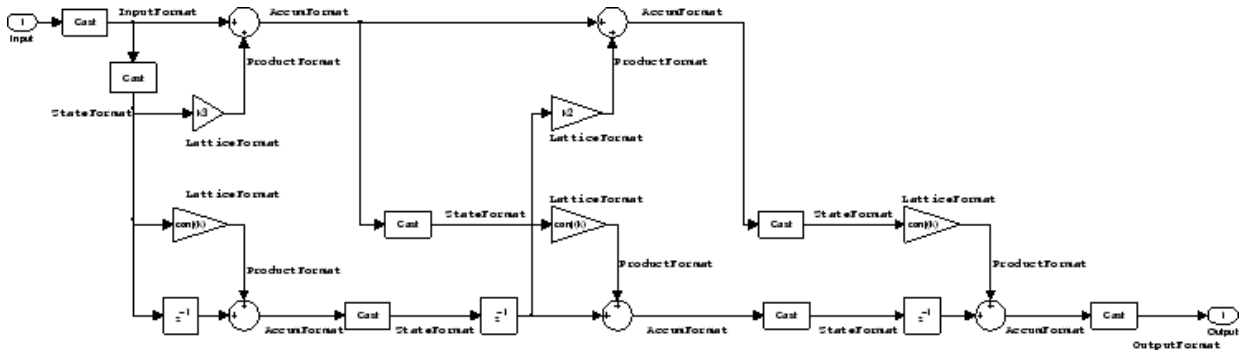 InputFormat AccumFormat AccumFormat
1 Cast
Input
ProductFormat ProductFormat
Cast
StateFormat k3 k2
LatticeFormat LatticeFormat
LatticeFormat LatticeFormat LatticeFormat
conj(k) Cast StateFormat conj(k) Cast StateFormat conj(k)
ProductFormat ProductFormat ProductFormat
z-1 Cast z-1 Cast z-1 Cast 1
AccumFormat StateFormat AccumFormat StateFormat AccumFormat Output
OutputFormat